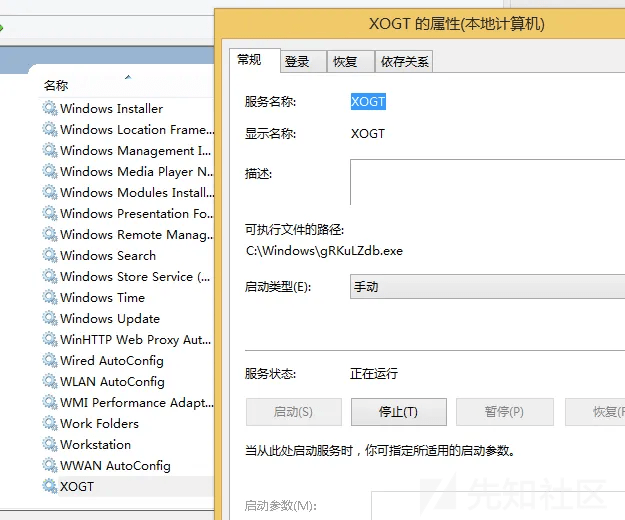 XOGT 的属性(本地计算机)
常规
登录
恢复
依存关系
名称
Windows Installer
Windows Location Frame...
Windows Management I...
Windows Media Player N...
Windows Modules Install...
Windows Presentation Fo...
Windows Remote Manag...
Windows Search
Windows Store Service (...
Windows Time
Windows Update
WinHTTP Web Proxy Aut...
Wired AutoConfig
WLAN AutoConfig
WMI Performance Adapt...
Work Folders
Workstation
WWAN AutoConfig
XOGT
服务名称:
XOGT
显示名称:
XOGT
描述:
可执行文件的路径:
C:\Windows\gRKuLZdb.exe
启动类型(E):
手动
服务状态:
正在运行
启动(S)
停止(T)
暂停(P)
恢复(F
当从此处启动服务时，你可指定所适用的启动参数。
启动参数(M):
先知社区